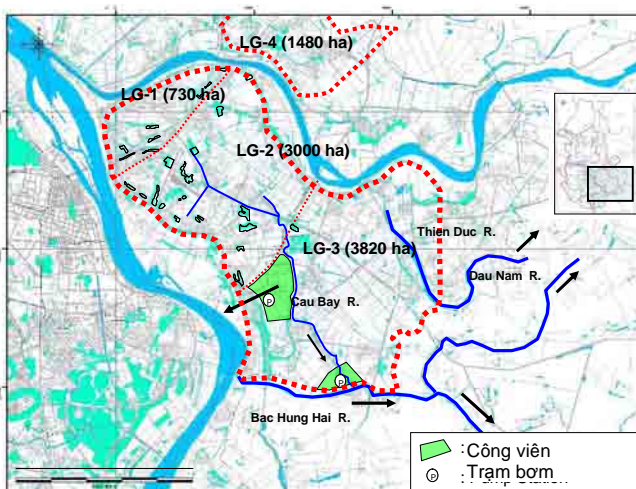 LG-4 (1480 ha)
LG-1 (730 ha)
LG-2 (3000 ha)
LG-3 (3820 ha)
Thien Duc R.
Dau Nam R.
Cau Bay R.
P
P
Bac Hung Hai R.
: Công viên
P : Trạm bơm